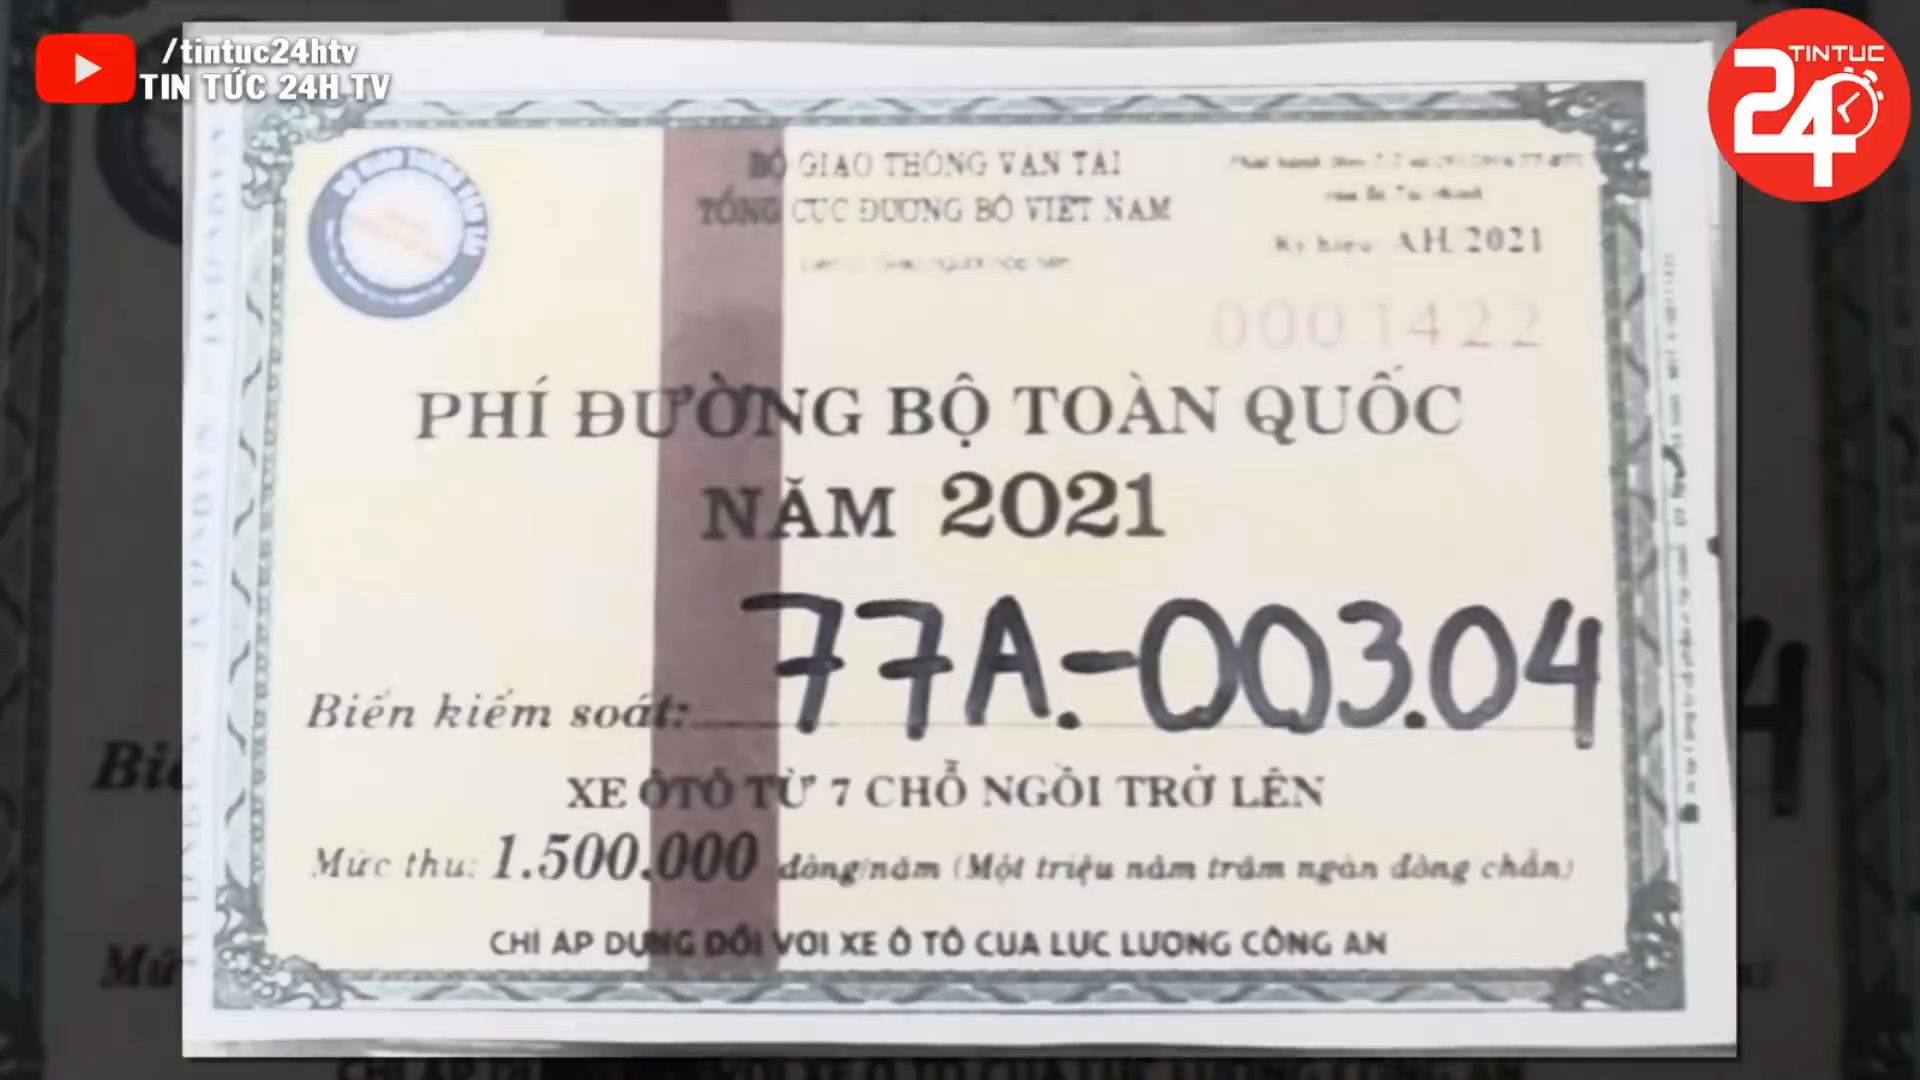 /tintuc24htv
TIN TỨC 24H TV
TINTUC
24
BỘ GIAO THÔNG VẬN TẢI
TỔNG CỤC ĐƯỜNG BỘ VIỆT NAM
Ký hiệu: AH 2021
0001422
PHÍ ĐƯỜNG BỘ TOÀN QUỐC
NĂM 2021
Biển kiểm soát: 77A.-003.04
XE ÔTÔ TỪ 7 CHỖ NGỒI TRỞ LÊN
Mức thu: 1.500.000 đồng/năm (Một triệu năm trăm ngàn đồng chẵn)
CHỈ ÁP DỤNG ĐỐI VỚI XE Ô TÔ CỦA LỰC LƯỢNG CÔNG AN